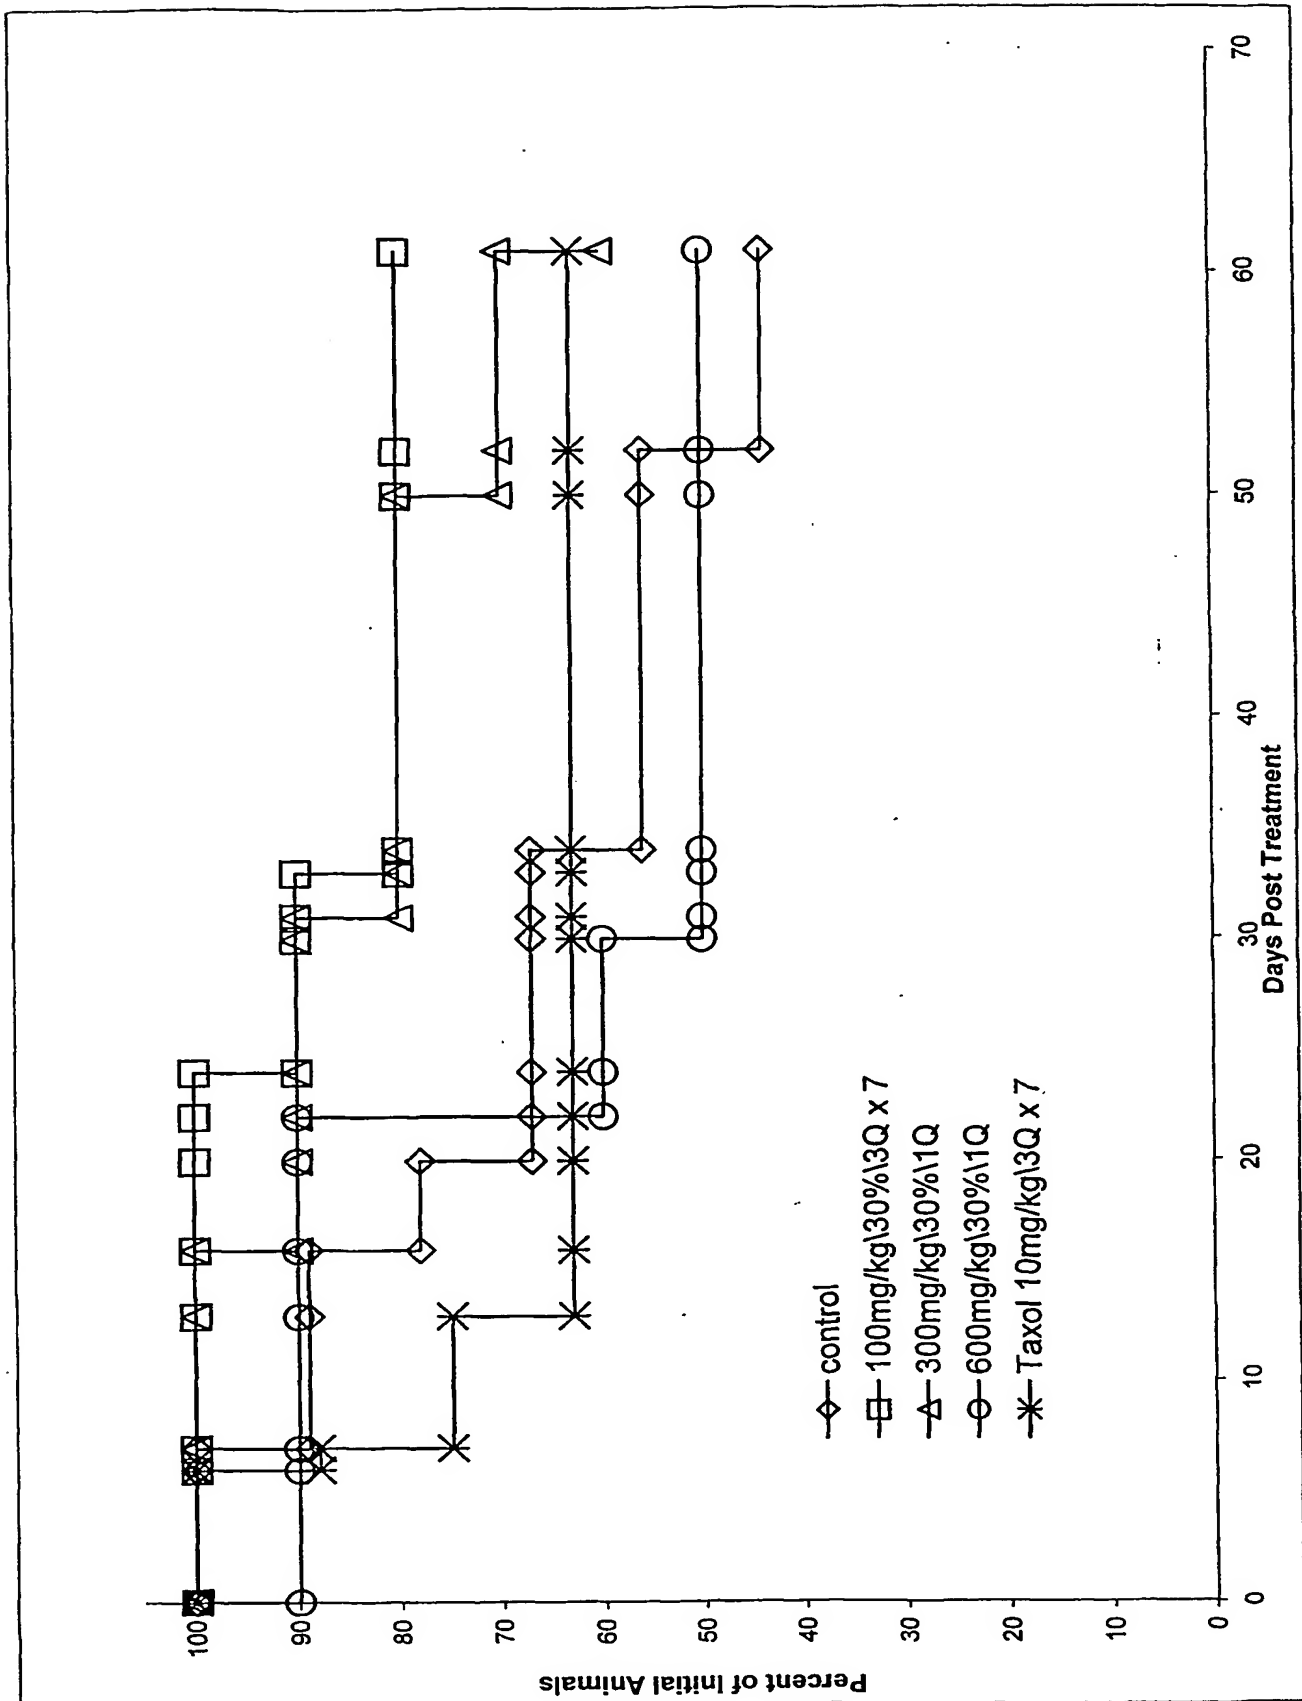 Percent of Initial Animals
100
90
80
70
60
50
40
30
20
10
0
0
10
20
30
40
50
60
70
Days Post Treatment
control
100mg/kg\30%\3Q x 7
300mg/kg\30%\1Q
600mg/kg\30%\1Q
Taxol 10mg/kg\3Q x 7